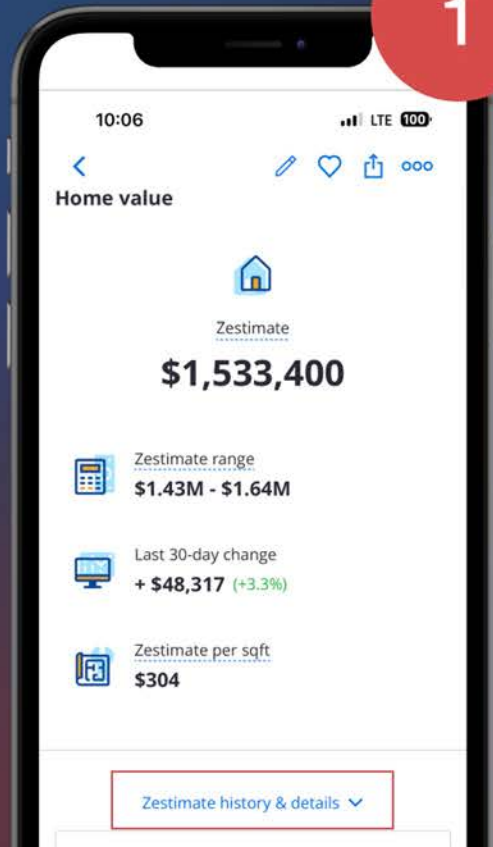 1
10:06
LTE 100
Home value
Zestimate
$1,533,400
Zestimate range
$1.43M - $1.64M
Last 30-day change
+ $48,317 (+3.3%)
Zestimate per sqft
$304
Zestimate history & details